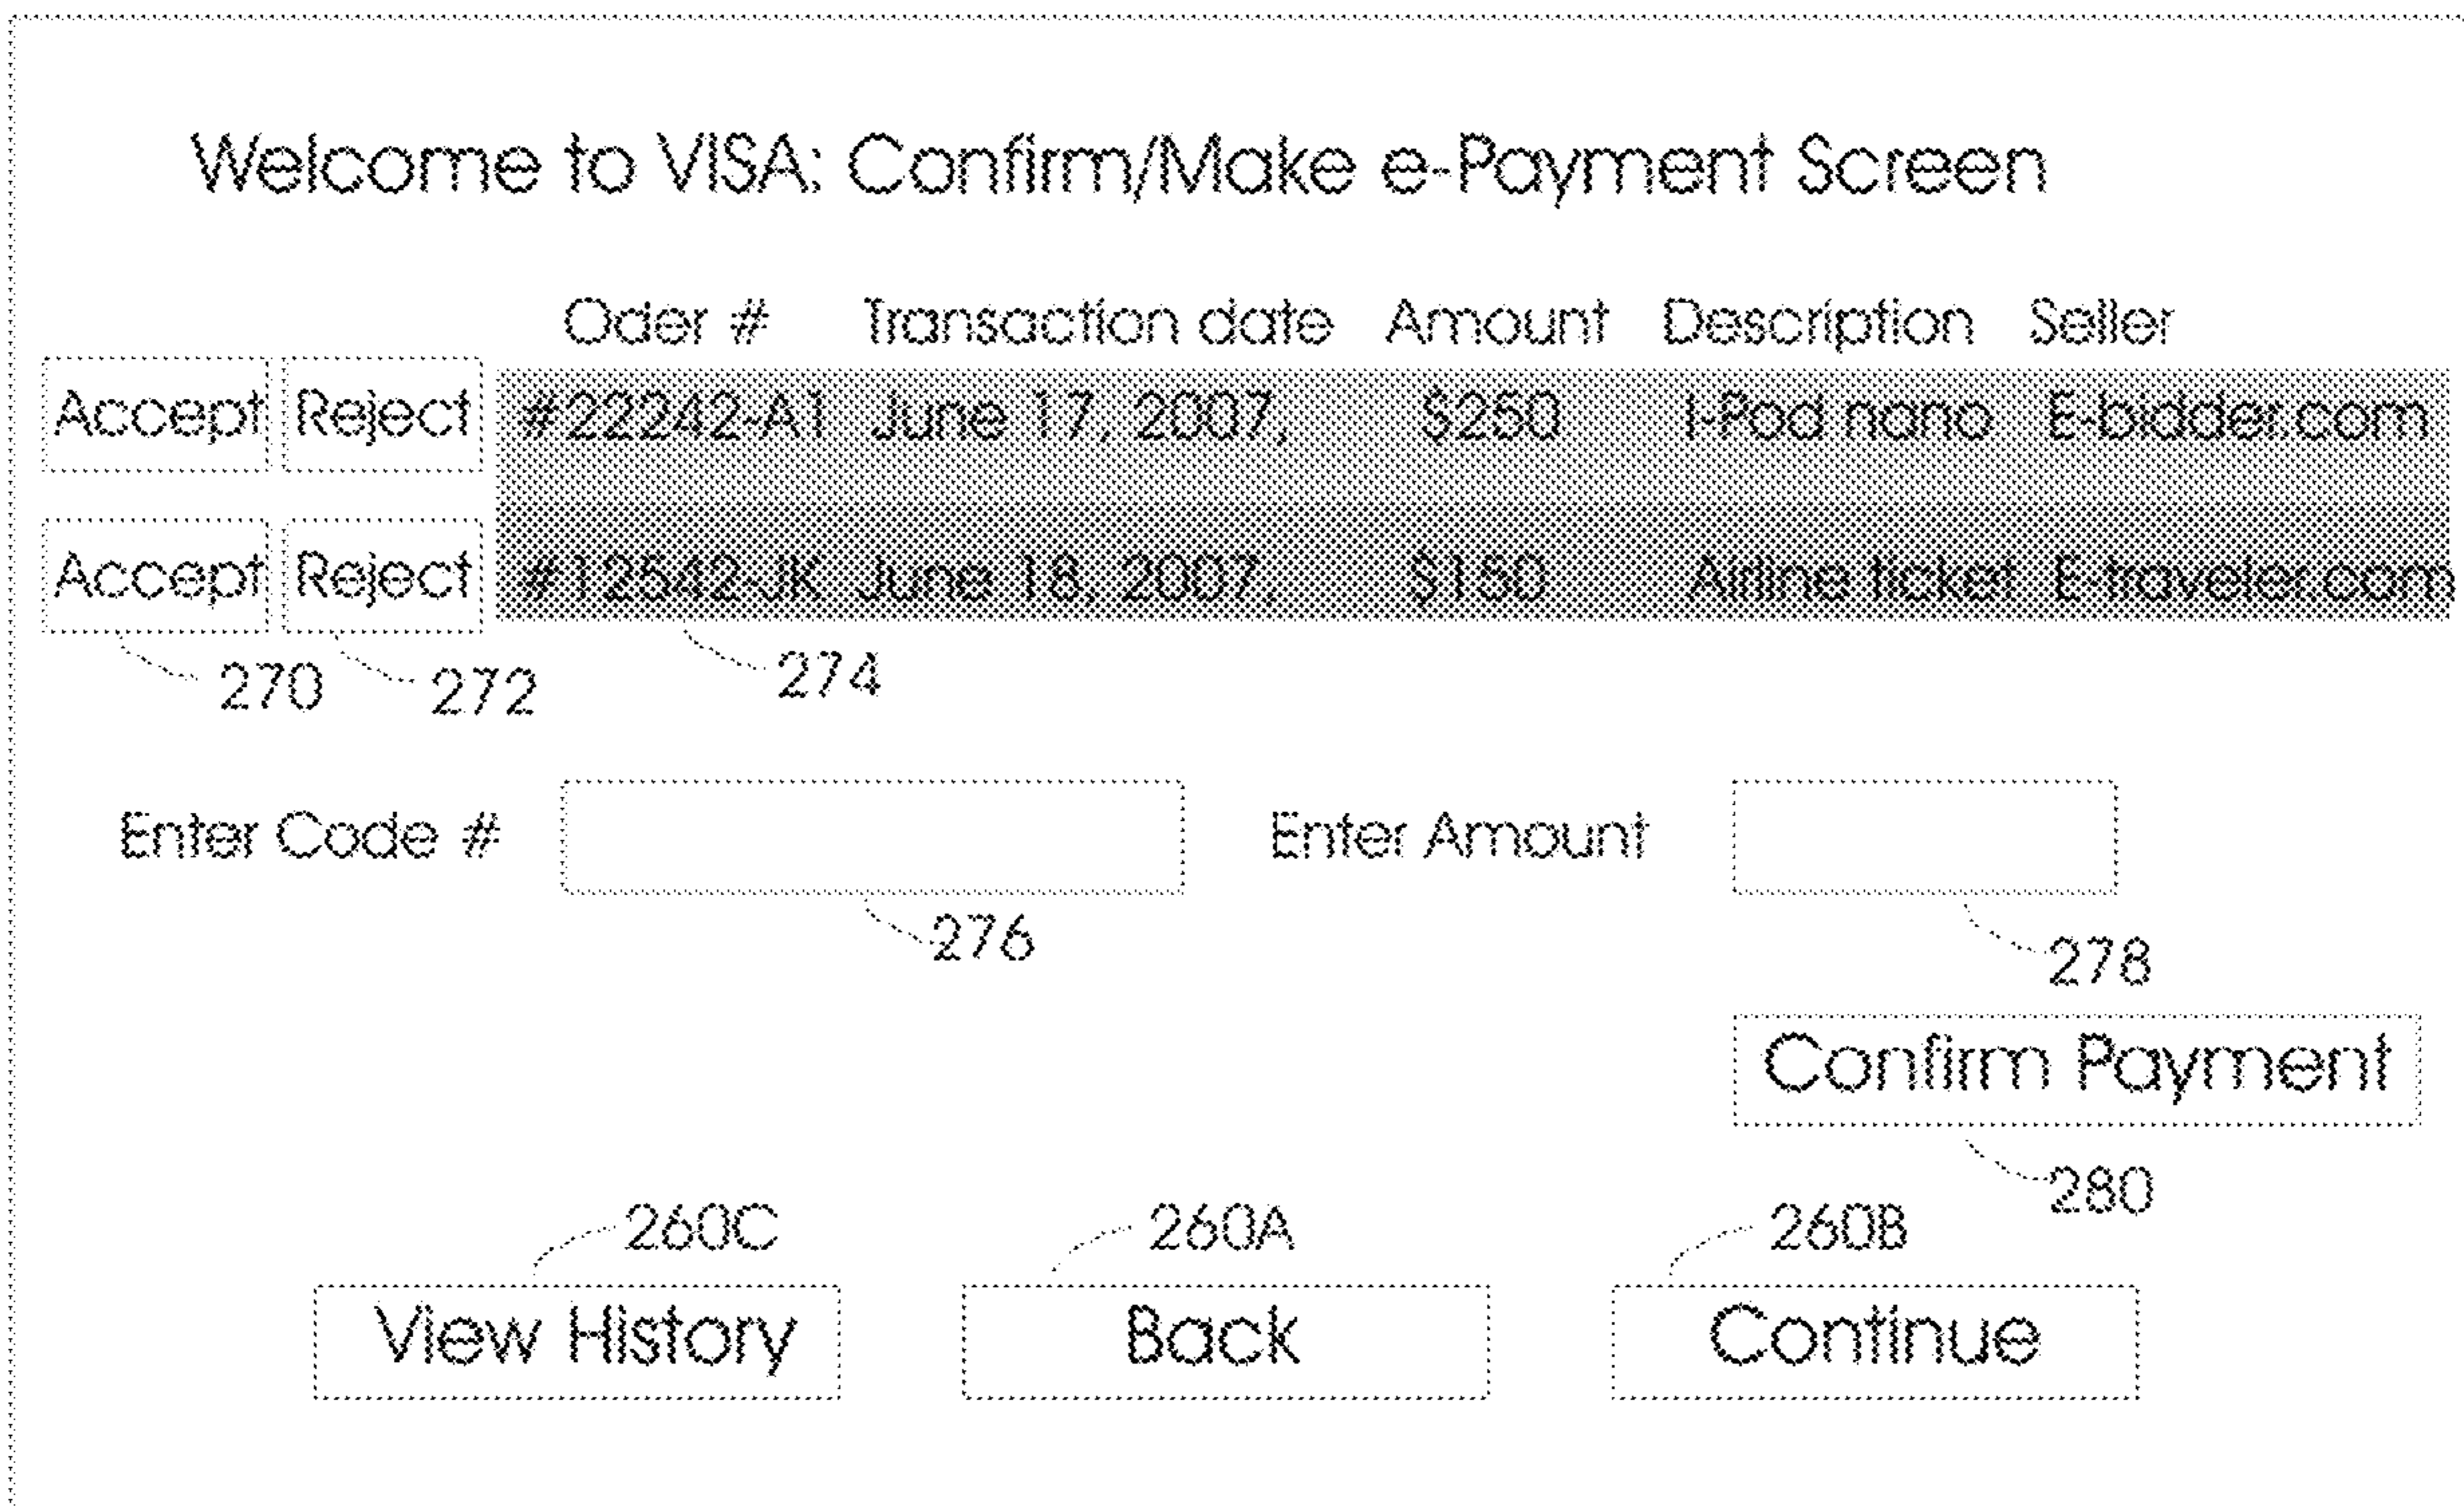 Welcome to VISA: Confirm/Make e-Payment Screen
Oder # Transaction date Amount Description Seller
Accept Reject #22242-A1 June 17, 2007, $250 I-Pod nano E-bidder.com
Accept Reject #12542-JK June 18, 2007, $150 Airline ticket E-traveler.com
270 272 274
Enter Code # Enter Amount
276 278
Confirm Payment
280
260C 260A 260B
View History Back Continue